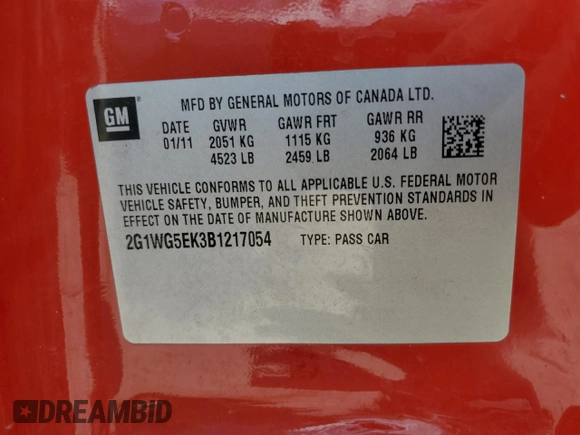 GM
MFD BY GENERAL MOTORS OF CANADA LTD.
DATE GVWR GAWR FRT GAWR RR
01/11 2051 KG 1115 KG 936 KG
4523 LB 2459 LB 2064 LB
THIS VEHICLE CONFORMS TO ALL APPLICABLE U.S. FEDERAL MOTOR
VEHICLE SAFETY, BUMPER, AND THEFT PREVENTION STANDARDS IN
EFFECT ON THE DATE OF MANUFACTURE SHOWN ABOVE.
2G1WG5EK3B1217054 TYPE: PASS CAR
DREAMBID